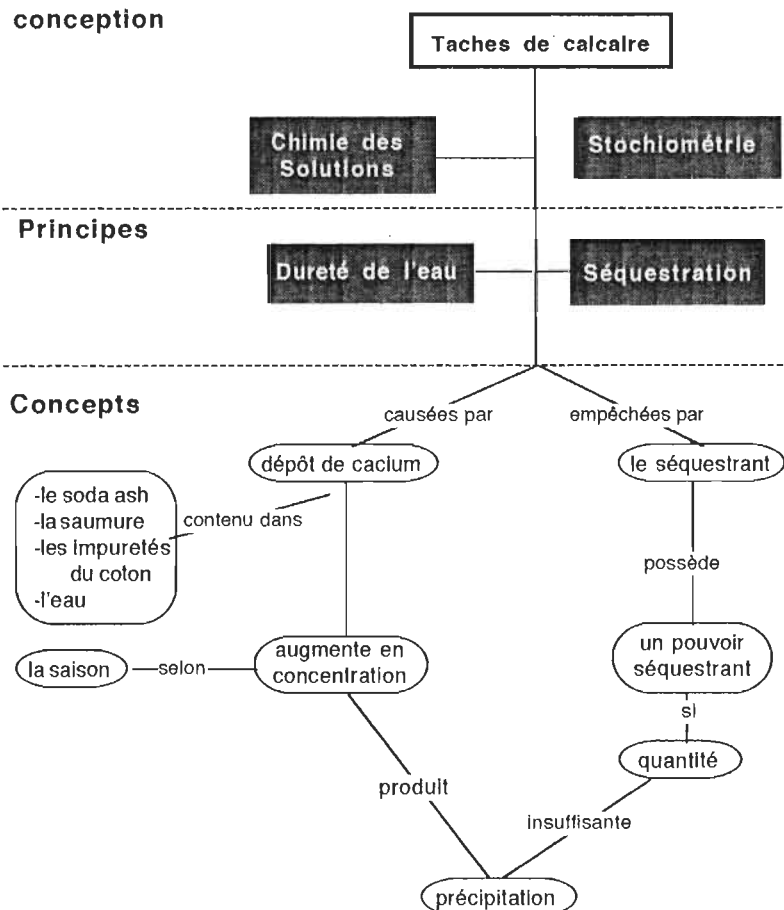 conception
Taches de calcaire
Chimie des
Solutions
Stochiométrie
Principes
Dureté de l'eau
Séquestration
Concepts
causées par
empêchées par
dépôt de cacium
le séquestrant
-le soda ash
-la saumure
-les impuretés
du coton
-l'eau
contenu dans
possède
la saison
selon
augmente en
concentration
un pouvoir
séquestrant
si
quantité
produit
insuffisante
précipitation